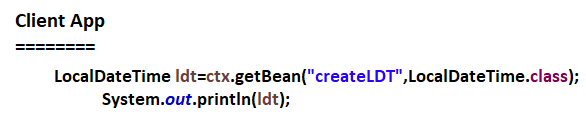 Client App
========
LocalDateTime ldt=ctx.getBean("createLDT",LocalDateTime.class);
System.out.println(ldt);